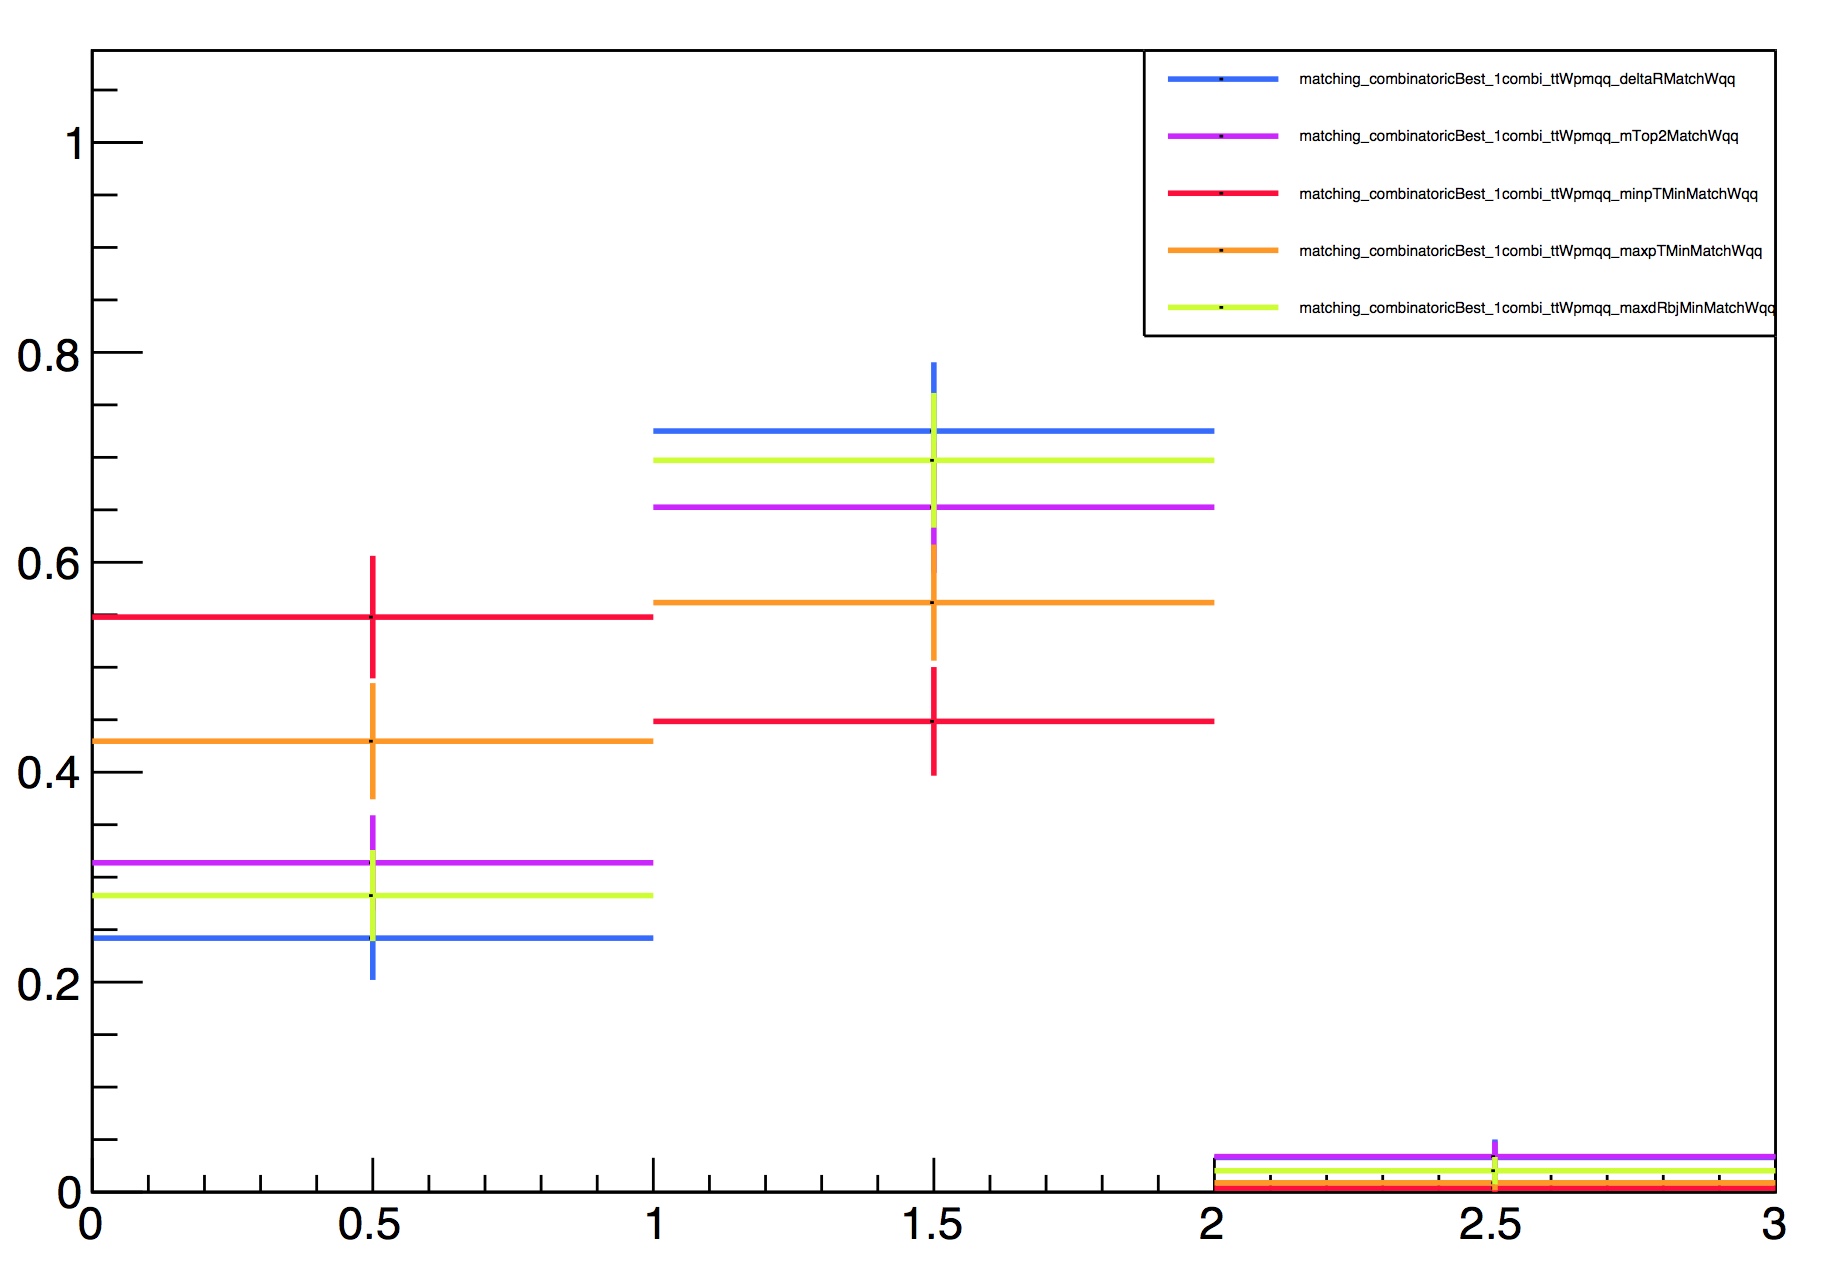 matching_combinatoricBest_1combi_ttWpmqq_deltaRMatchWqq
matching_combinatoricBest_1combi_ttWpmqq_mTop2MatchWqq
matching_combinatoricBest_1combi_ttWpmqq_minpTMinMatchWqq
matching_combinatoricBest_1combi_ttWpmqq_maxpTMinMatchWqq
matching_combinatoricBest_1combi_ttWpmqq_maxdRbjMinMatchWqq
1
0.8
0.6
0.4
0.2
0
0 0.5 1 1.5 2 2.5 3